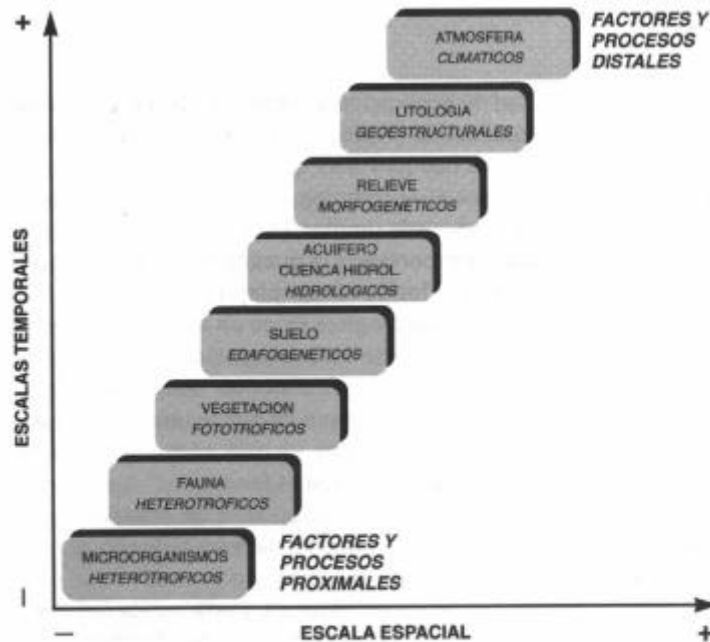 +
FACTORES Y
PROCESOS
DISTALES
ATMOSFERA
CLIMATICOS
LITOLOGIA
GEOESTRUCTURALES
RELIEVE
MORFOGENETICOS
ACUIFERO
CUENCA HIDROL.
HIDROLOGICOS
SUELO
EDAFOGENETICOS
VEGETACION
FOTOTROFICOS
FAUNA
HETEROTROFICOS
MICROORGANISMOS
HETEROTROFICOS
FACTORES Y
PROCESOS
PROXIMALES
ESCALAS TEMPORALES
—
—
ESCALA ESPACIAL
+